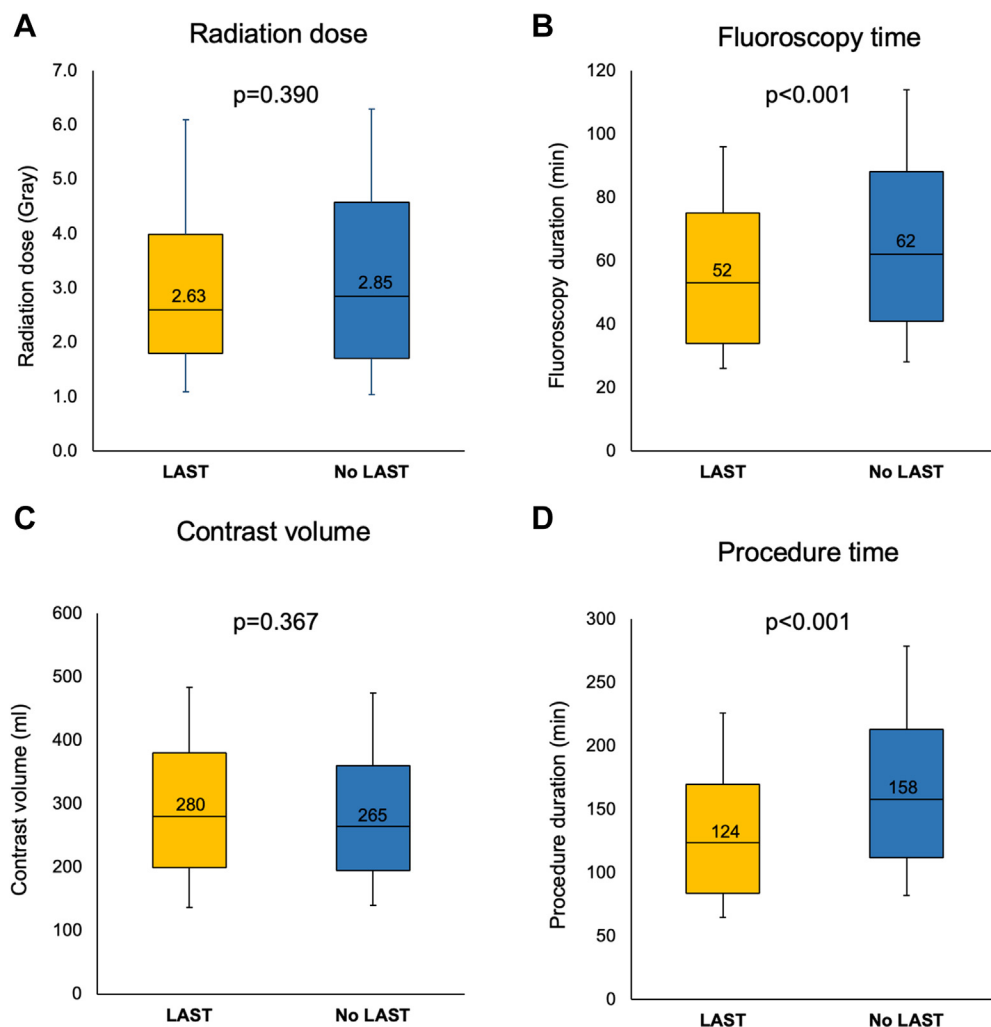 A
Radiation dose
p=0.390
Radiation dose (Gray)
7.0
6.0
5.0
4.0
3.0
2.0
1.0
0.0
2.63
2.85
LAST
No LAST
B
Fluoroscopy time
p<0.001
Fluoroscopy duration (min)
120
100
80
60
40
20
0
52
62
LAST
No LAST
C
Contrast volume
p=0.367
Contrast volume (ml)
600
500
400
300
200
100
0
280
265
LAST
No LAST
D
Procedure time
p<0.001
Procedure duration (min)
300
250
200
150
100
50
0
124
158
LAST
No LAST